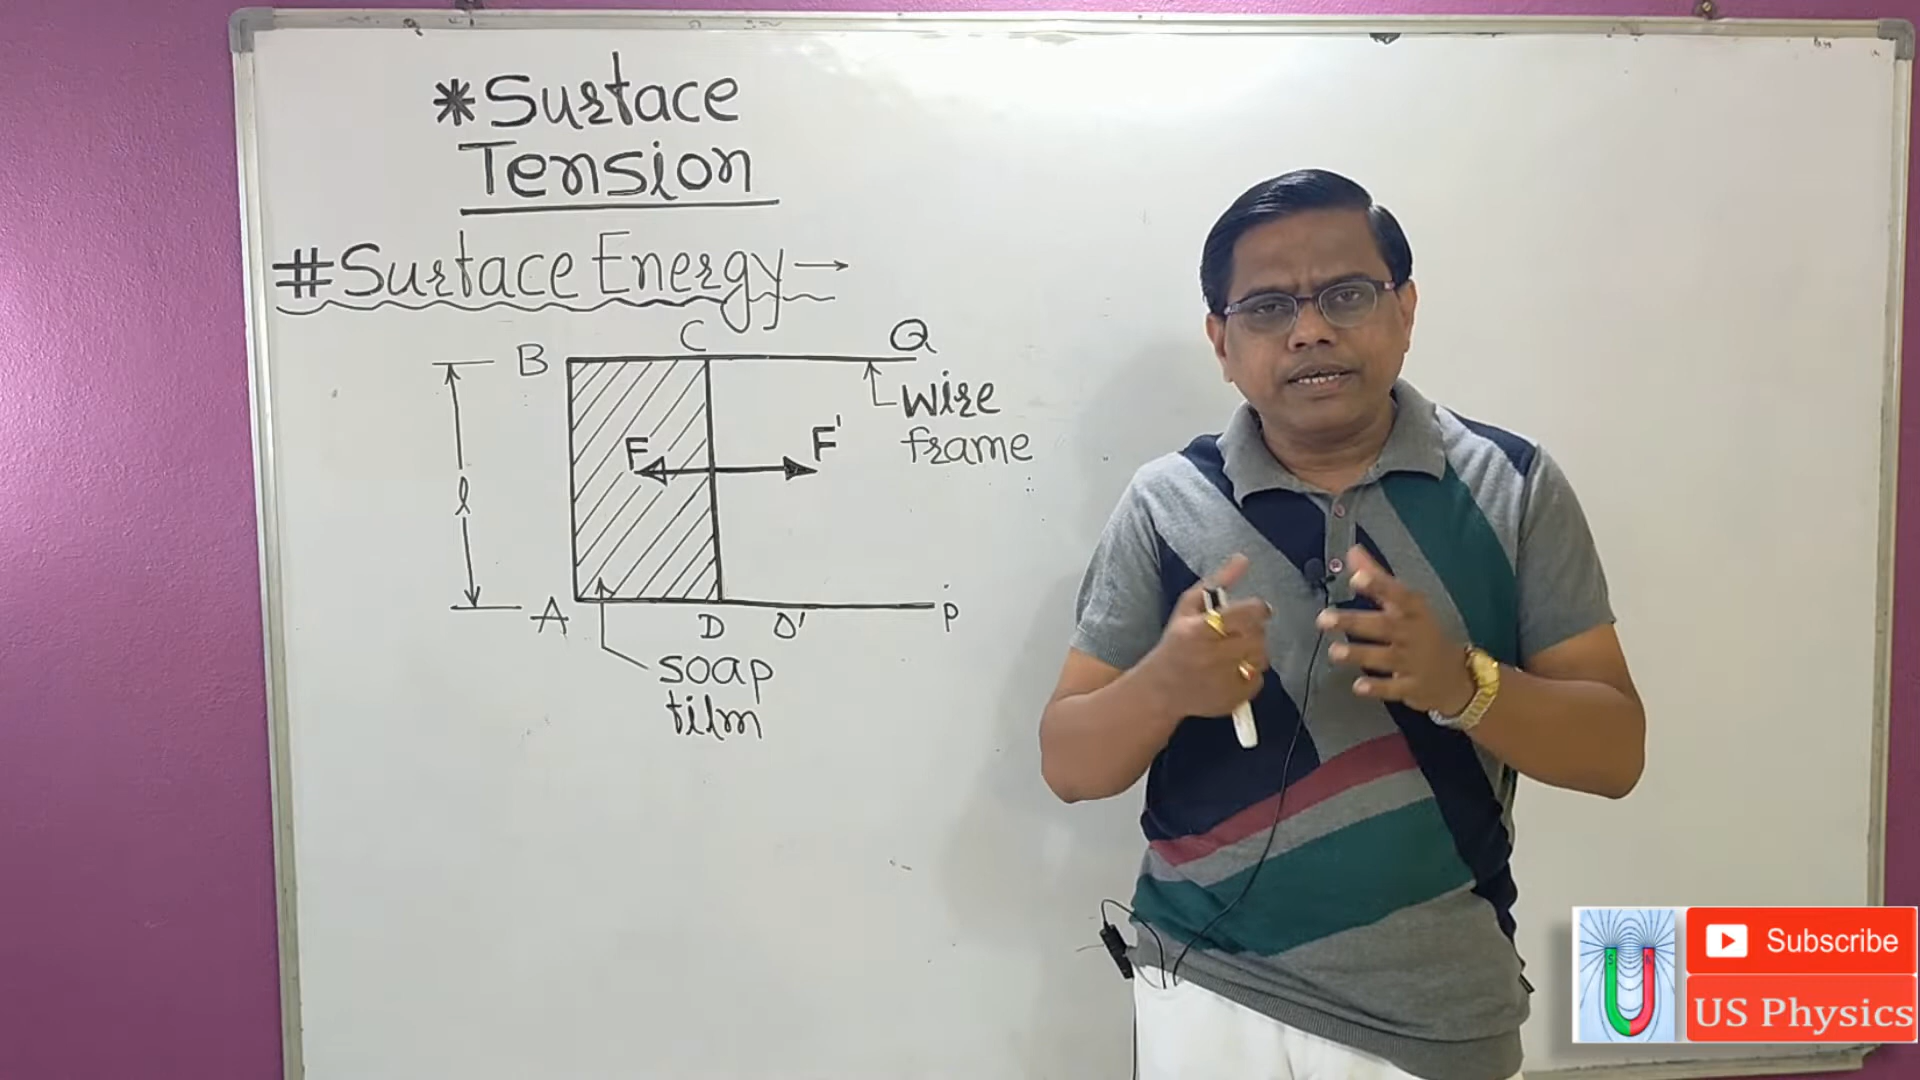 *Surface
Tension
#Surface Energy→
B
C
Q
wire
frame
F
F'
l
A
D
D'
P
soap
film
Subscribe
US Physics